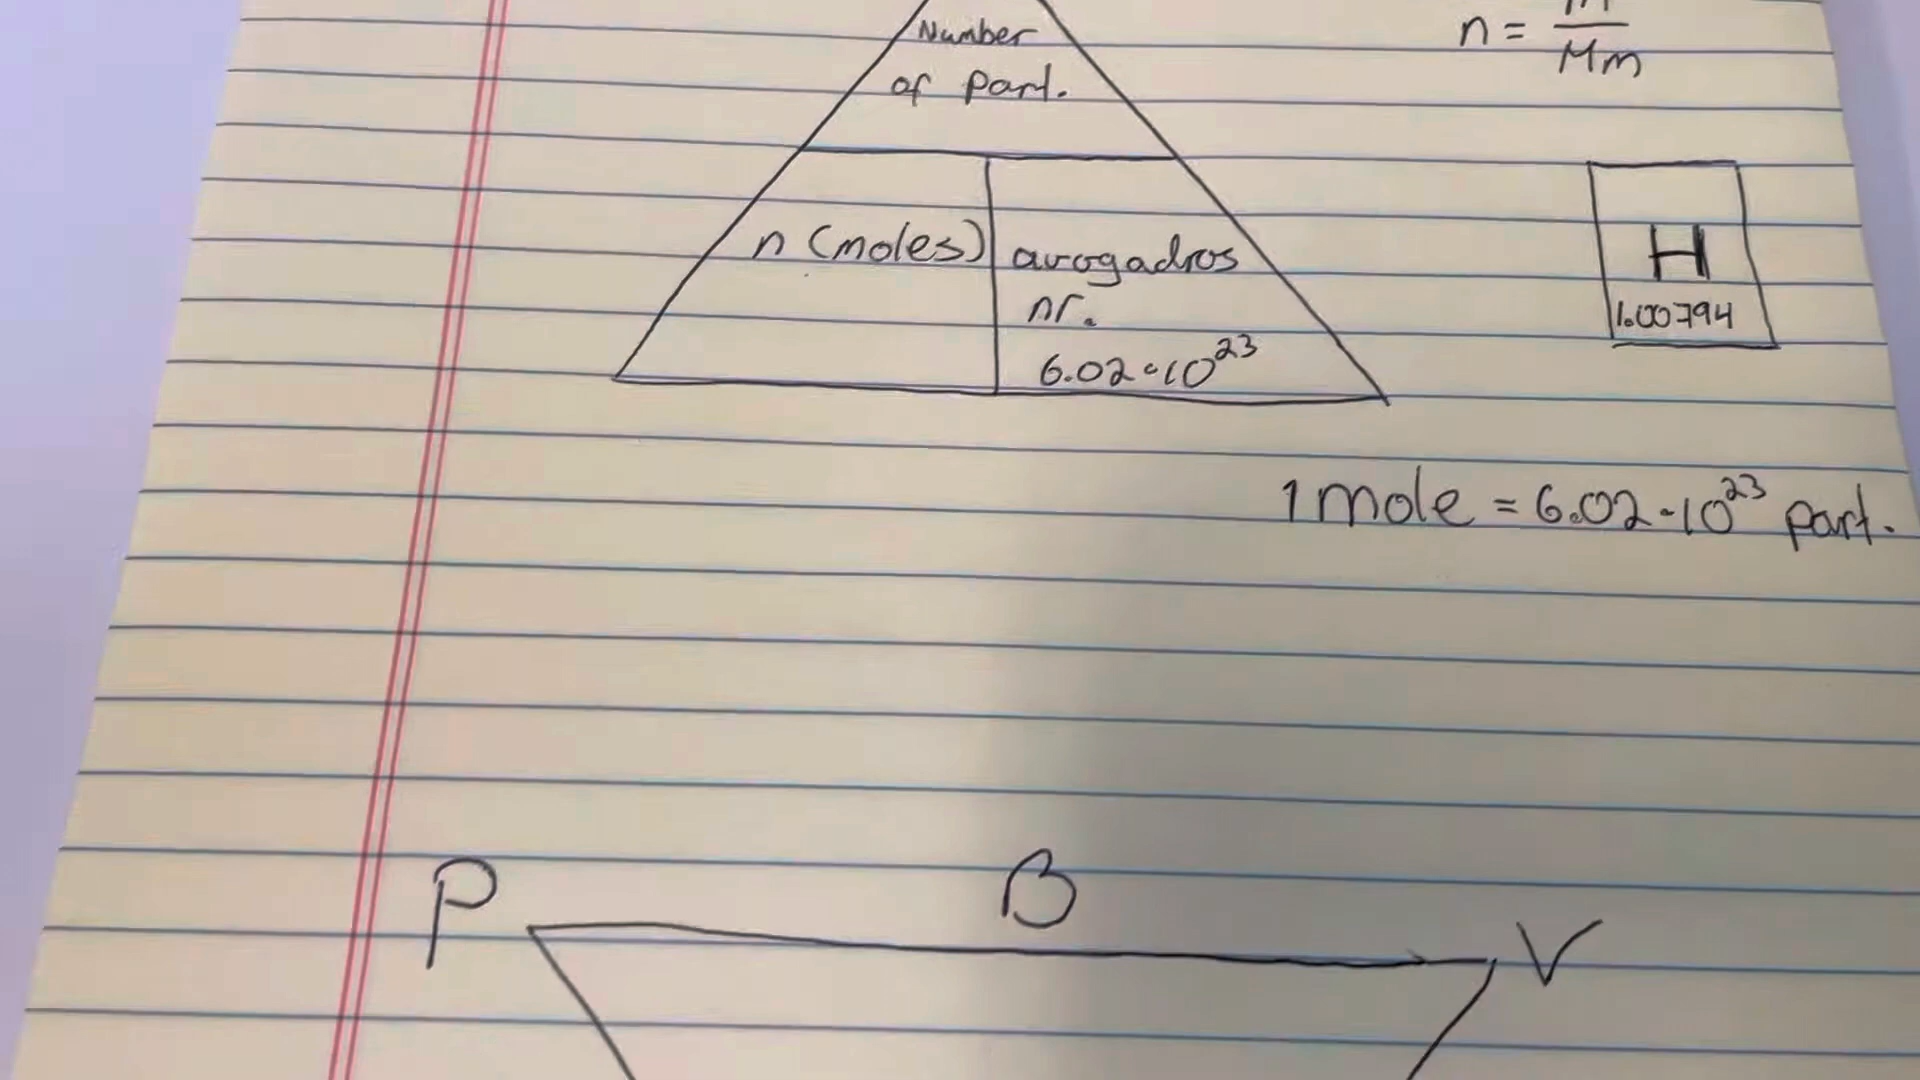 Number
of part.
n (moles)
avogadros
nr.
6.02·10²³
n = m
Mm
H
1.00794
1 mole = 6.02·10²³ part.
P
B
V